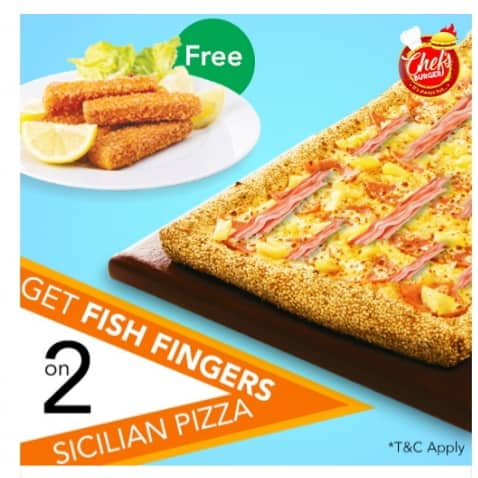 Free
Chefs
BURGER
GET FISH FINGERS
on
2
SICILIAN PIZZA
*T&C Apply